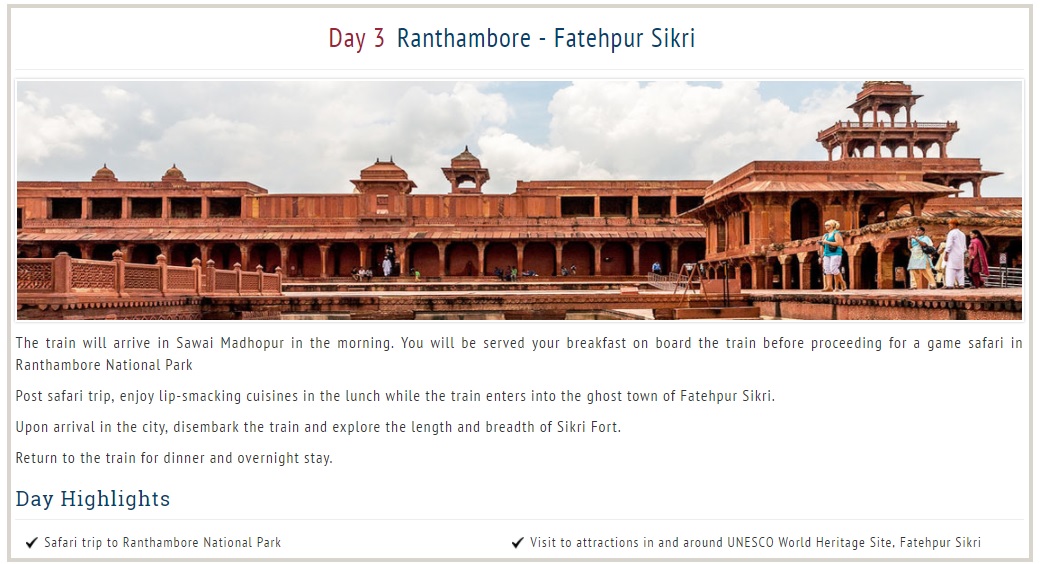 Day 3 Ranthambore - Fatehpur Sikri
The train will arrive in Sawai Madhopur in the morning. You will be served your breakfast on board the train before proceeding for a game safari in
Ranthambore National Park
Post safari trip, enjoy lip-smacking cuisines in the lunch while the train enters into the ghost town of Fatehpur Sikri.
Upon arrival in the city, disembark the train and explore the length and breadth of Sikri Fort.
Return to the train for dinner and overnight stay.
Day Highlights
✔ Safari trip to Ranthambore National Park
✔ Visit to attractions in and around UNESCO World Heritage Site, Fatehpur Sikri